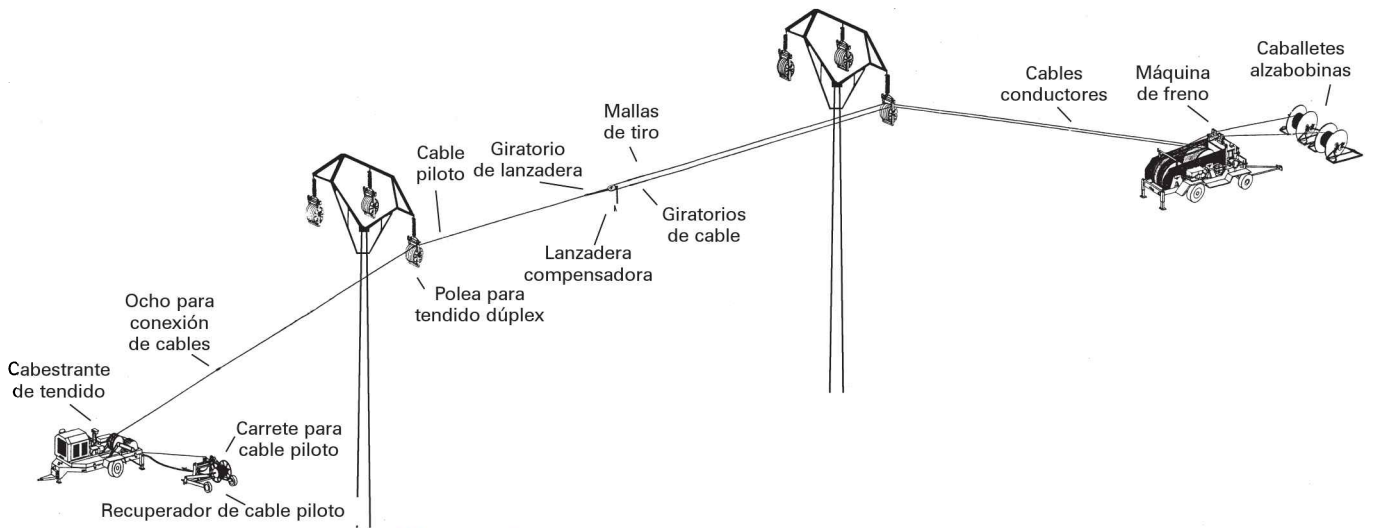 Caballetes
alzabobinas
Cables
conductores
Máquina
de freno
Mallas
de tiro
Giratorio
de lanzadera
Cable
piloto
Giratorios
de cable
Lanzadera
compensadora
Polea para
tendido dúplex
Ocho para
conexión
de cables
Cabestrante
de tendido
Carrete para
cable piloto
Recuperador de cable piloto